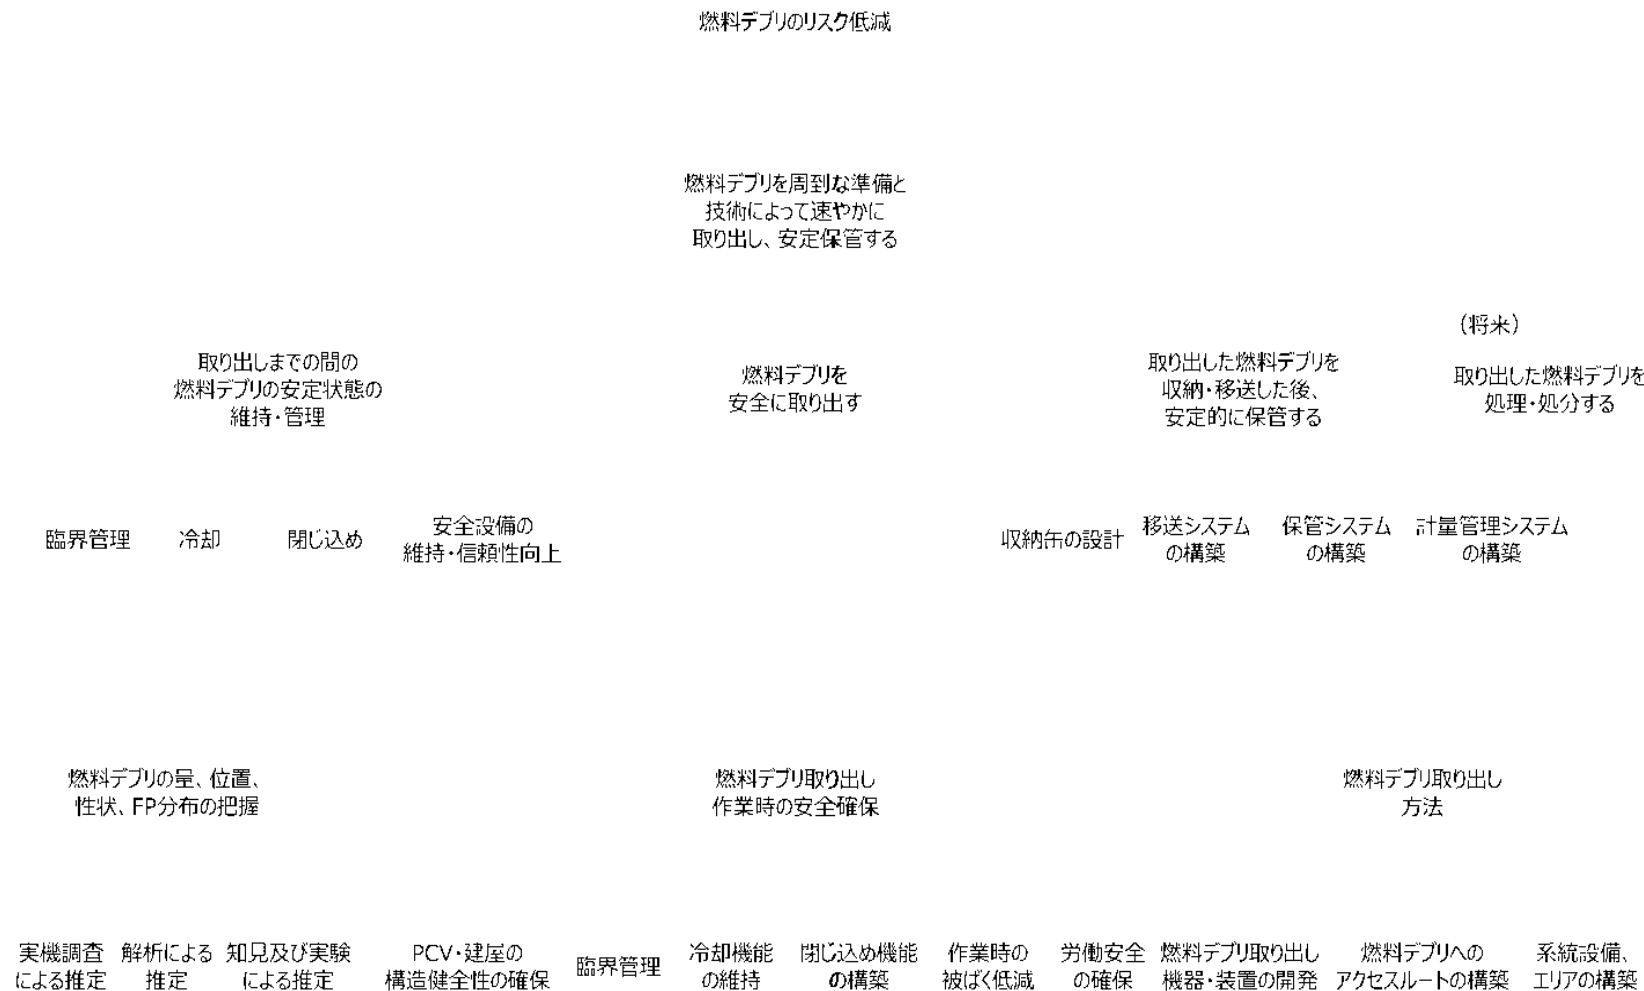 燃料デブリのリスク低減
燃料デブリを周到な準備と
技術によって速やかに
取り出し、安定保管する
取り出しまでの間の
燃料デブリの安定状態の
維持・管理
燃料デブリを
安全に取り出す
取り出した燃料デブリを
収納・移送した後、
安定的に保管する
（将来）
取り出した燃料デブリを
処理・処分する
臨界管理
冷却
閉じ込め
安全設備の
維持・信頼性向上
収納缶の設計
移送システム
の構築
保管システム
の構築
計量管理システム
の構築
燃料デブリの量、位置、
性状、FP分布の把握
燃料デブリ取り出し
作業時の安全確保
燃料デブリ取り出し
方法
実機調査
による推定
解析による
推定
知見及び実験
による推定
PCV・建屋の
構造健全性の確保
臨界管理
冷却機能
の維持
閉じ込め機能
の構築
作業時の
被ばく低減
労働安全
の確保
燃料デブリ取り出し
機器・装置の開発
燃料デブリへの
アクセスルートの構築
系統設備、
エリアの構築